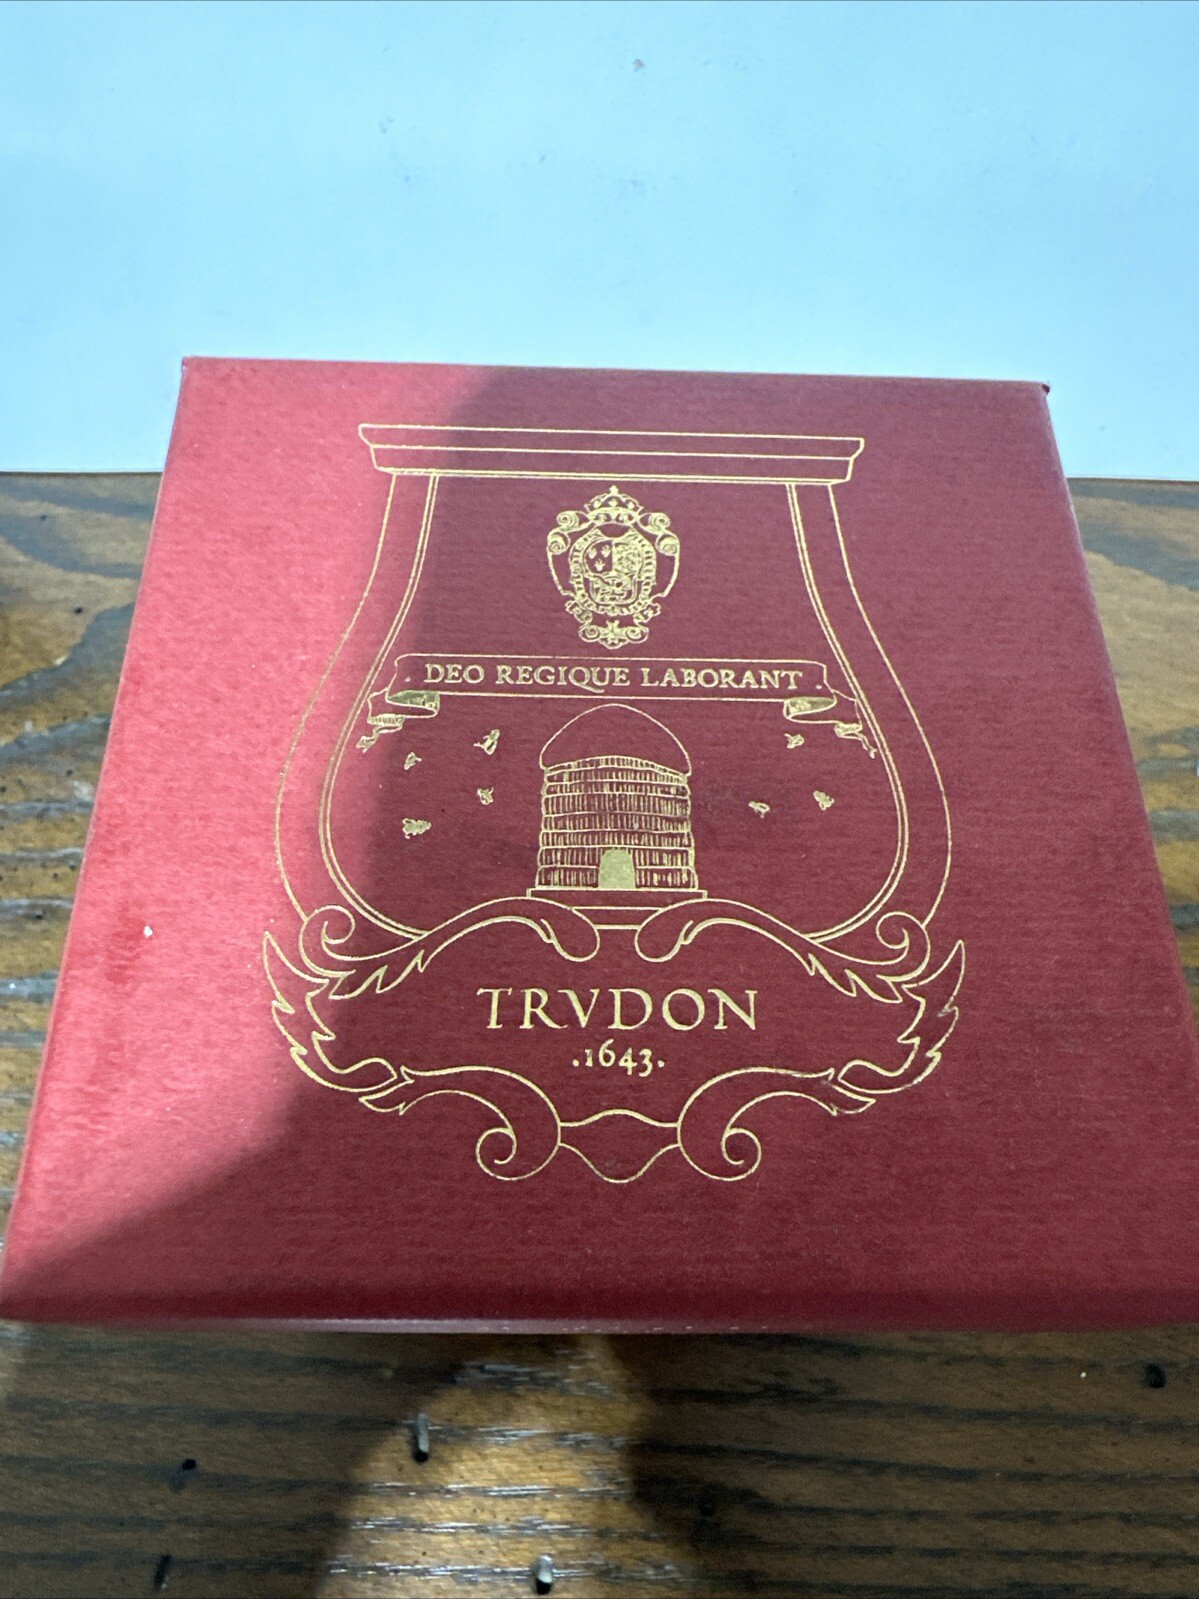 . DEO REGIQUE LABORANT .
TRVDON
.1643.